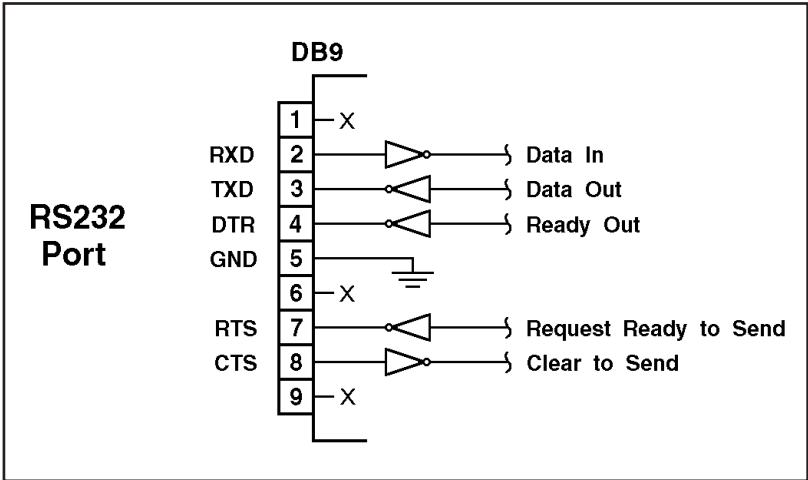 DB9
1 X
RXD 2 Data In
TXD 3 Data Out
DTR 4 Ready Out
RS232
Port
GND 5
6 X
RTS 7 Request Ready to Send
CTS 8 Clear to Send
9 X